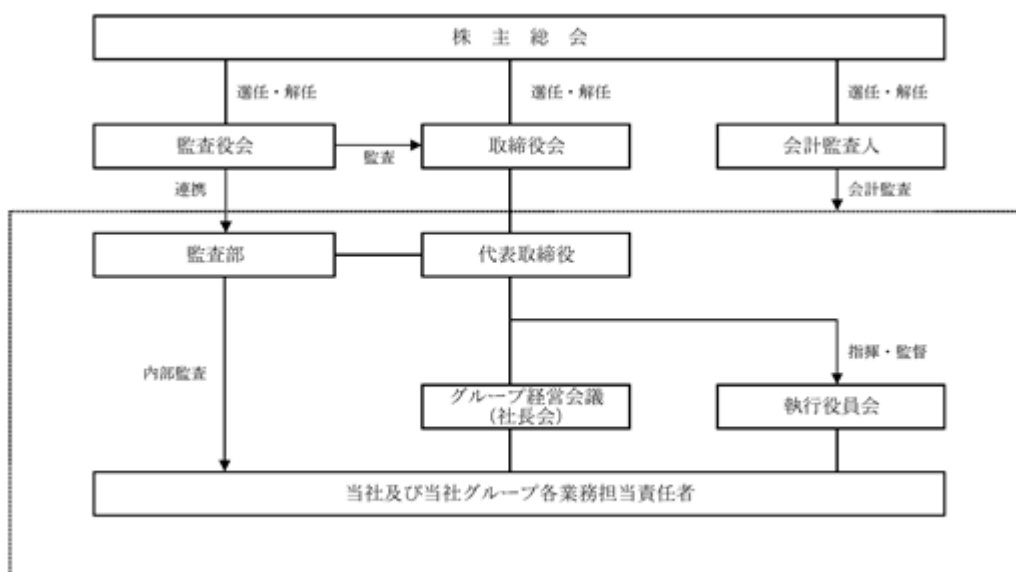 株主総会
選任・解任
選任・解任
選任・解任
監査役会
監査
取締役会
会計監査人
連携
会計監査
監査部
代表取締役
内部監査
指揮・監督
グループ経営会議
(社長会)
執行役員会
当社及び当社グループ各業務担当責任者